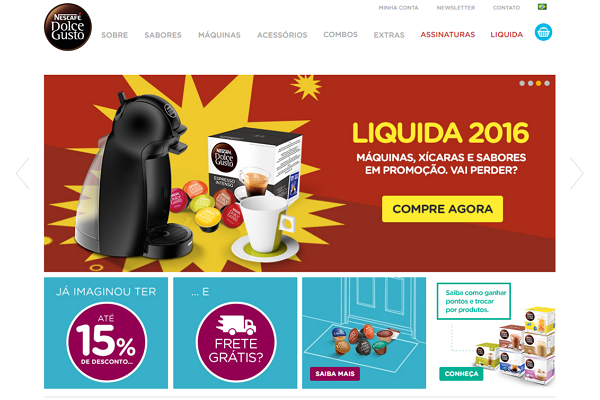 NESCAFÉ
Dolce
Gusto
MINHA CONTA
NEWSLETTER
CONTATO
SOBRE
SABORES
MÁQUINAS
ACESSÓRIOS
COMBOS
EXTRAS
ASSINATURAS
LIQUIDA
LIQUIDA 2016
MÁQUINAS, XÍCARAS E SABORES
EM PROMOÇÃO. VAI PERDER?
COMPRE AGORA
NESCAFÉ
Dolce
Gusto
ESPRESSO
INTENSO
JÁ IMAGINOU TER
ATÉ
15%
DE DESCONTO...
... E
FRETE
GRÁTIS?
SAIBA MAIS
Saiba como ganhar
pontos e trocar
por produtos.
CONHEÇA